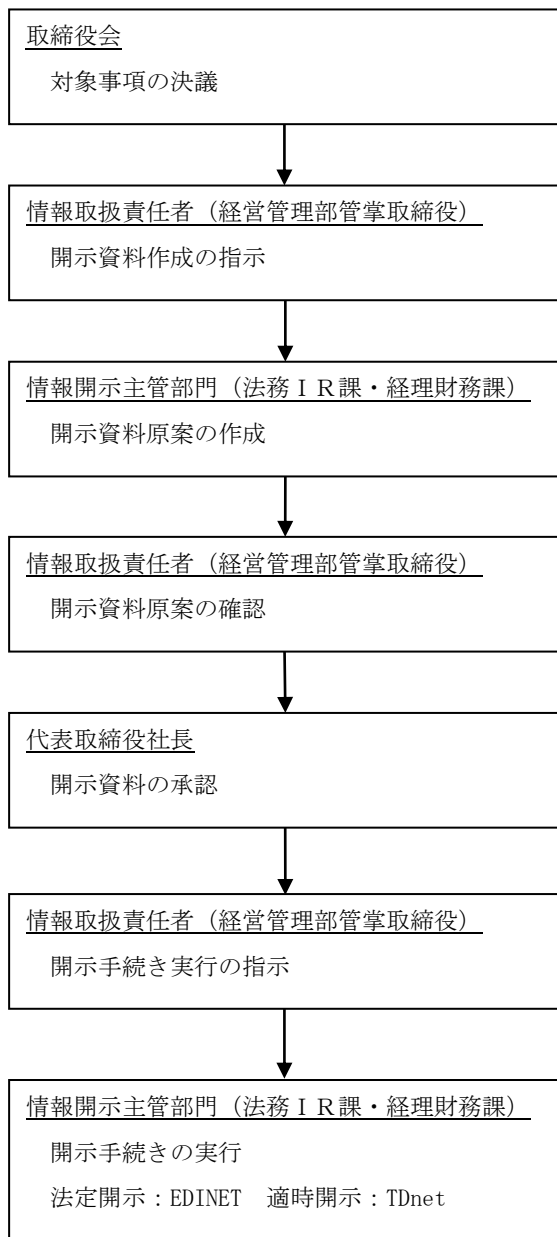 取締役会
対象事項の決議
情報取扱責任者（経営管理部管掌取締役）
開示資料作成の指示
情報開示主管部門（法務ＩＲ課・経理財務課）
開示資料原案の作成
情報取扱責任者（経営管理部管掌取締役）
開示資料原案の確認
代表取締役社長
開示資料の承認
情報取扱責任者（経営管理部管掌取締役）
開示手続き実行の指示
情報開示主管部門（法務ＩＲ課・経理財務課）
開示手続きの実行
法定開示：EDINET　適時開示：TDnet